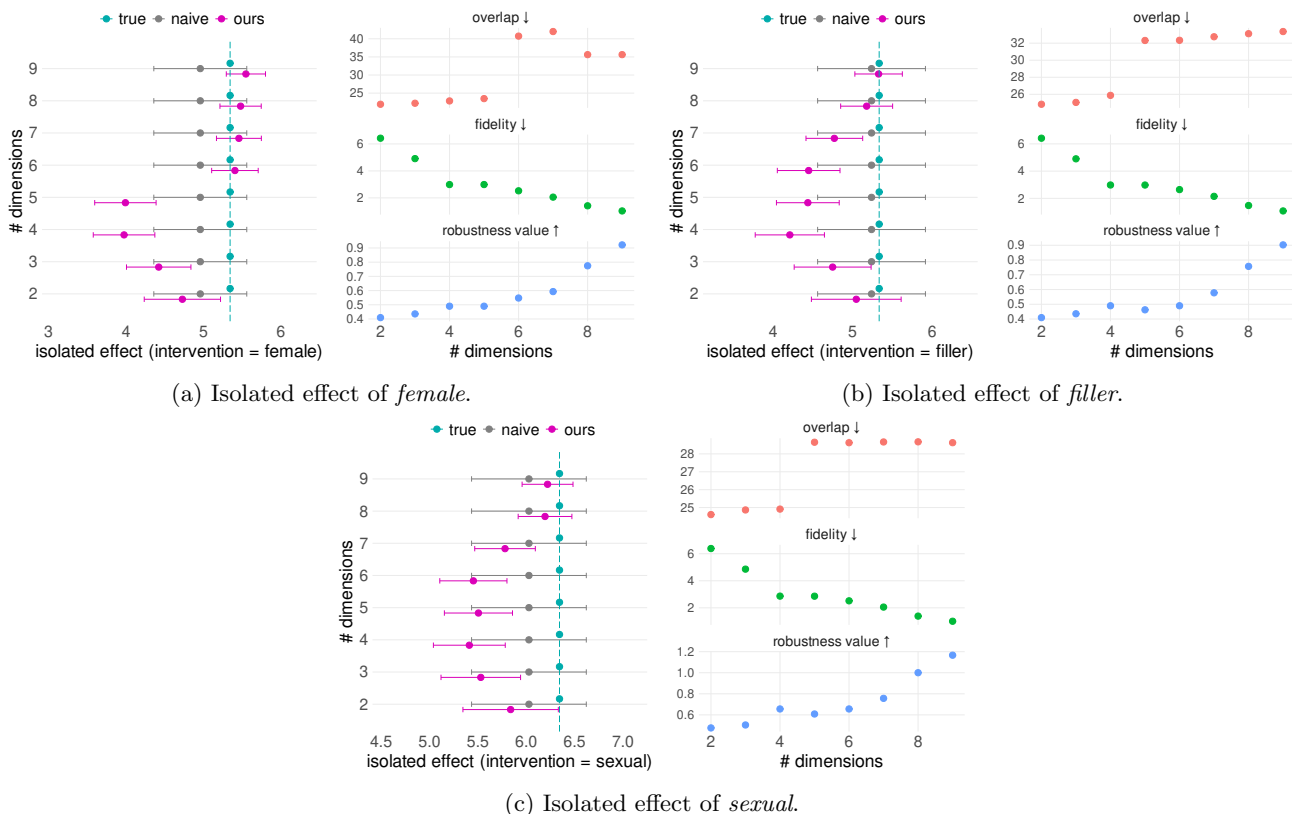 true naive ours
9
8
7
6
5
4
3
2
# dimensions
3 4 5 6
isolated effect (intervention = female)
overlap ↓
40
35
30
25
fidelity ↓
6
4
2
robustness value ↑
0.9
0.8
0.7
0.6
0.5
0.4
2 4 6 8
# dimensions
(a) Isolated effect of female.
true naive ours
9
8
7
6
5
4
3
2
# dimensions
4 5 6
isolated effect (intervention = filler)
overlap ↓
32
30
28
26
fidelity ↓
6
4
2
robustness value ↑
0.9
0.8
0.7
0.6
0.5
0.4
2 4 6 8
# dimensions
(b) Isolated effect of filler.
true naive ours
9
8
7
6
5
4
3
2
# dimensions
4.5 5.0 5.5 6.0 6.5 7.0
isolated effect (intervention = sexual)
overlap ↓
28
27
26
25
fidelity ↓
6
4
2
robustness value ↑
1.2
1.0
0.8
0.6
2 4 6 8
# dimensions
(c) Isolated effect of sexual.